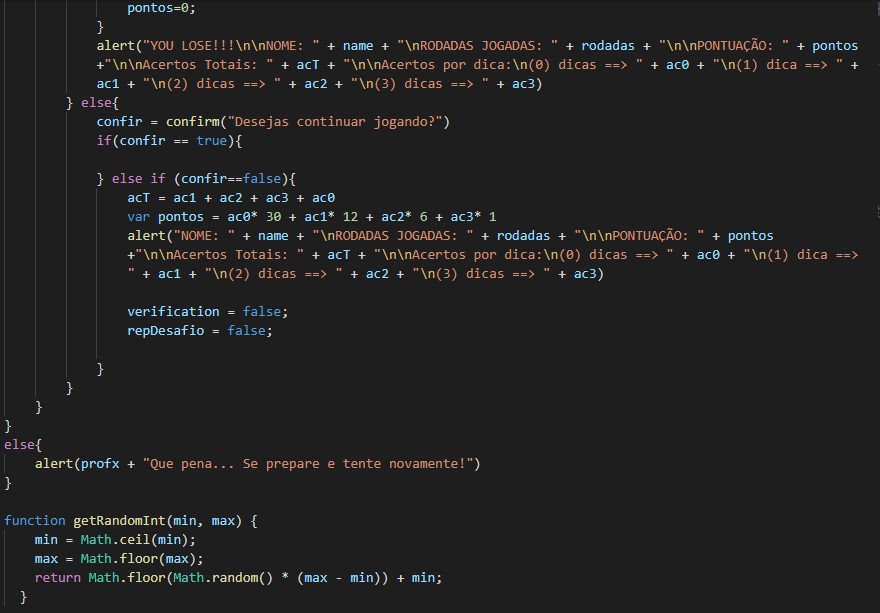 pontos=0;
}
alert("YOU LOSE!!!\n\nNOME: " + name + "\nRODADAS JOGADAS: " + rodadas + "\n\nPONTUAÇÃO: " + pontos
+"\n\nAcertos Totais: " + acT + "\n\nAcertos por dica:\n(0) dicas ==> " + ac0 + "\n(1) dica ==> " +
ac1 + "\n(2) dicas ==> " + ac2 + "\n(3) dicas ==> " + ac3)
} else{
confir = confirm("Desejas continuar jogando?")
if(confir == true){
} else if (confir==false){
acT = ac1 + ac2 + ac3 + ac0
var pontos = ac0* 30 + ac1* 12 + ac2* 6 + ac3* 1
alert("NOME: " + name + "\nRODADAS JOGADAS: " + rodadas + "\n\nPONTUAÇÃO: " + pontos
+"\n\nAcertos Totais: " + acT + "\n\nAcertos por dica:\n(0) dicas ==> " + ac0 + "\n(1) dica ==>
" + ac1 + "\n(2) dicas ==> " + ac2 + "\n(3) dicas ==> " + ac3)
verification = false;
repDesafio = false;
}
}
}
}
else{
alert(profx + "Que pena... Se prepare e tente novamente!")
}
function getRandomInt(min, max) {
min = Math.ceil(min);
max = Math.floor(max);
return Math.floor(Math.random() * (max - min)) + min;
}